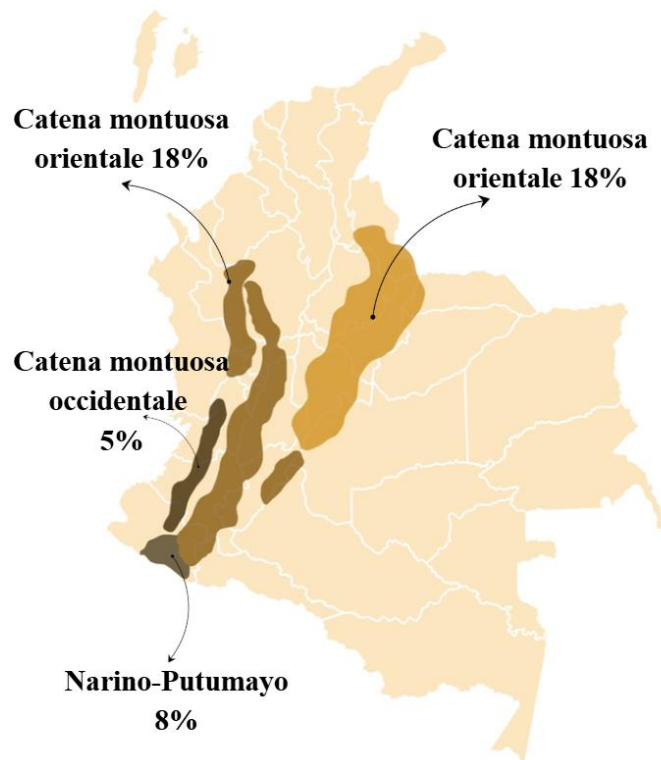 Catena montuosa
orientale 18%
Catena montuosa
orientale 18%
Catena montuosa
occidentale
5%
Narino-Putumayo
8%